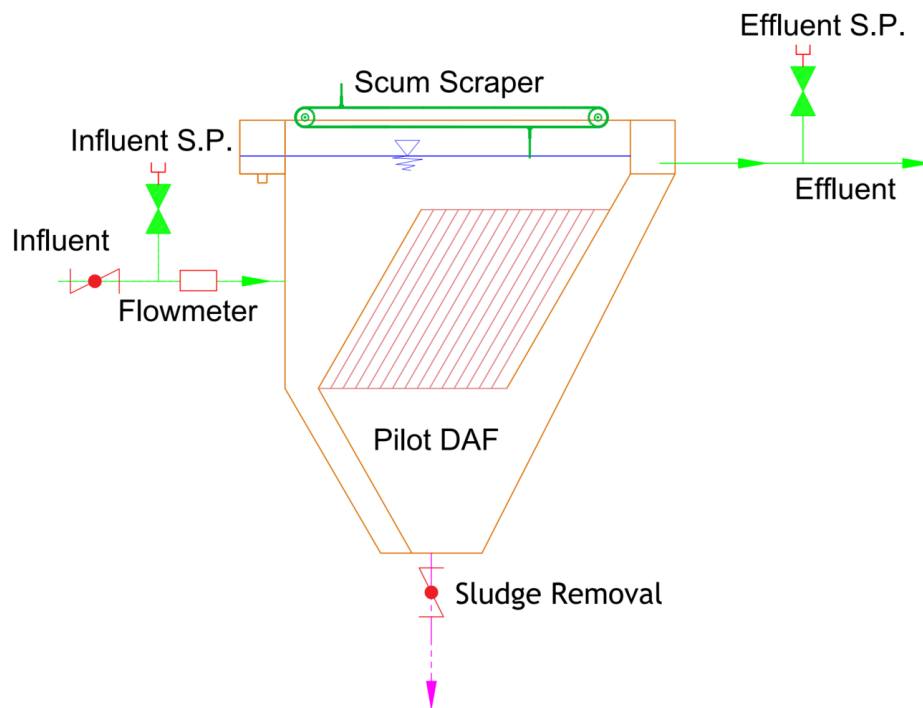 Effluent S.P.
Scum Scraper
Influent S.P.
Effluent
Influent
Flowmeter
Pilot DAF
Sludge Removal